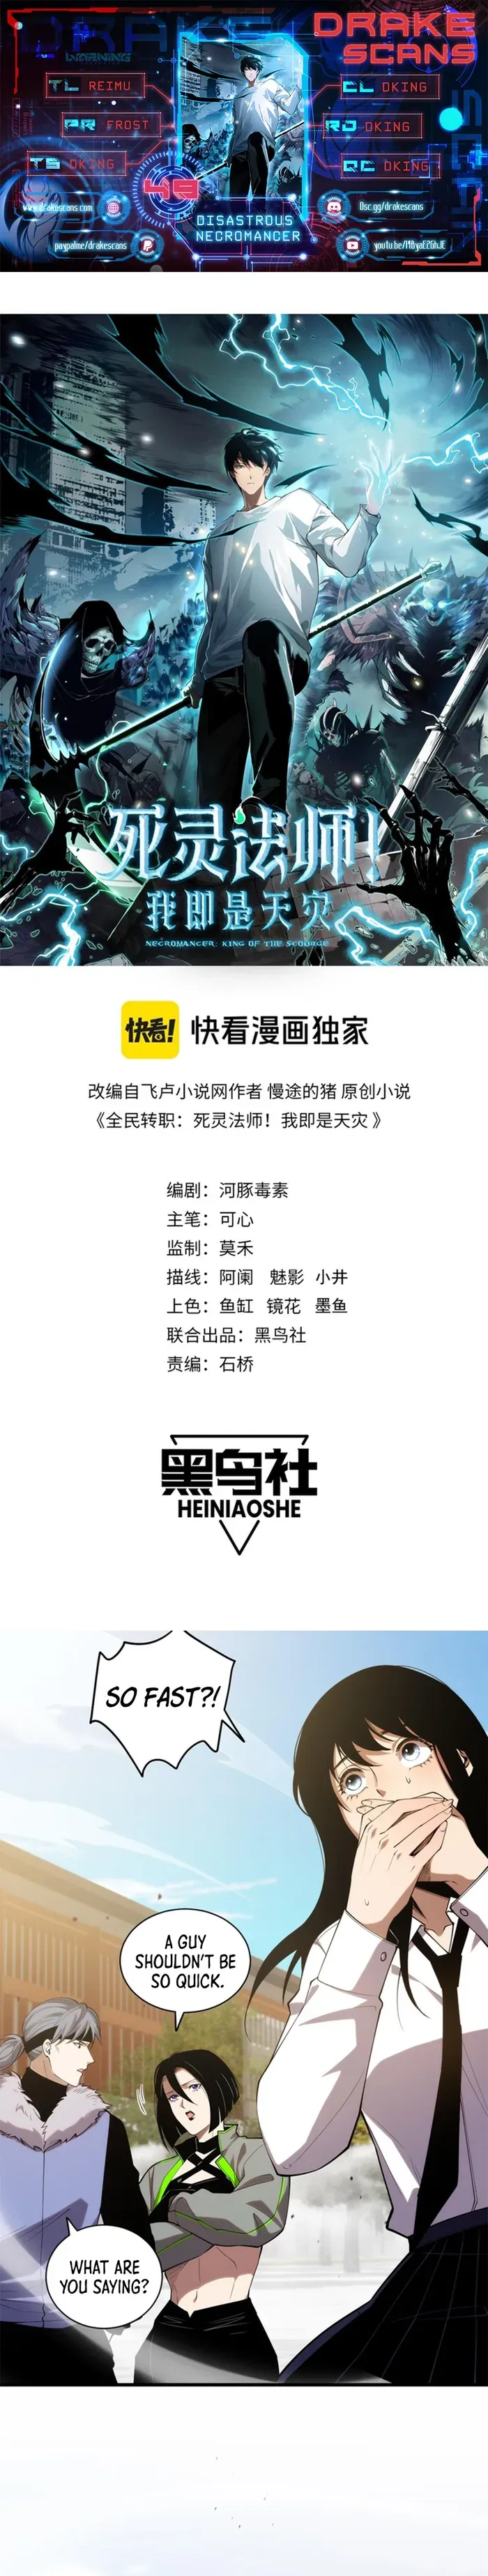 DRAKE
SCANS
WARNING
TL REIMU
CL DKING
PR FROST
RD DKING
TS DKING
QC DKING
48
www.drakescans.com
Dsc.gg/drakescans
DISASTROUS
NECROMANCER
paypalme/drakescans
死灵法师!
我即是天灾
NECROMANCER: KING OF THE SCOURGE
快看! 快看漫画独家
改编自飞卢小说网作者 慢途的猪 原创小说
《全民转职：死灵法师！我即是天灾 》
编剧：河豚毒素
主笔：可心
监制：莫禾
描线：阿阑 魅影 小井
上色：鱼缸 镜花 墨鱼
联合出品：黑鸟社
责编：石桥
黑鸟社
HEINIAOSHE
SO FAST?!
A GUY
SHOULDN'T BE
SO QUICK.
WHAT ARE
YOU SAYING?